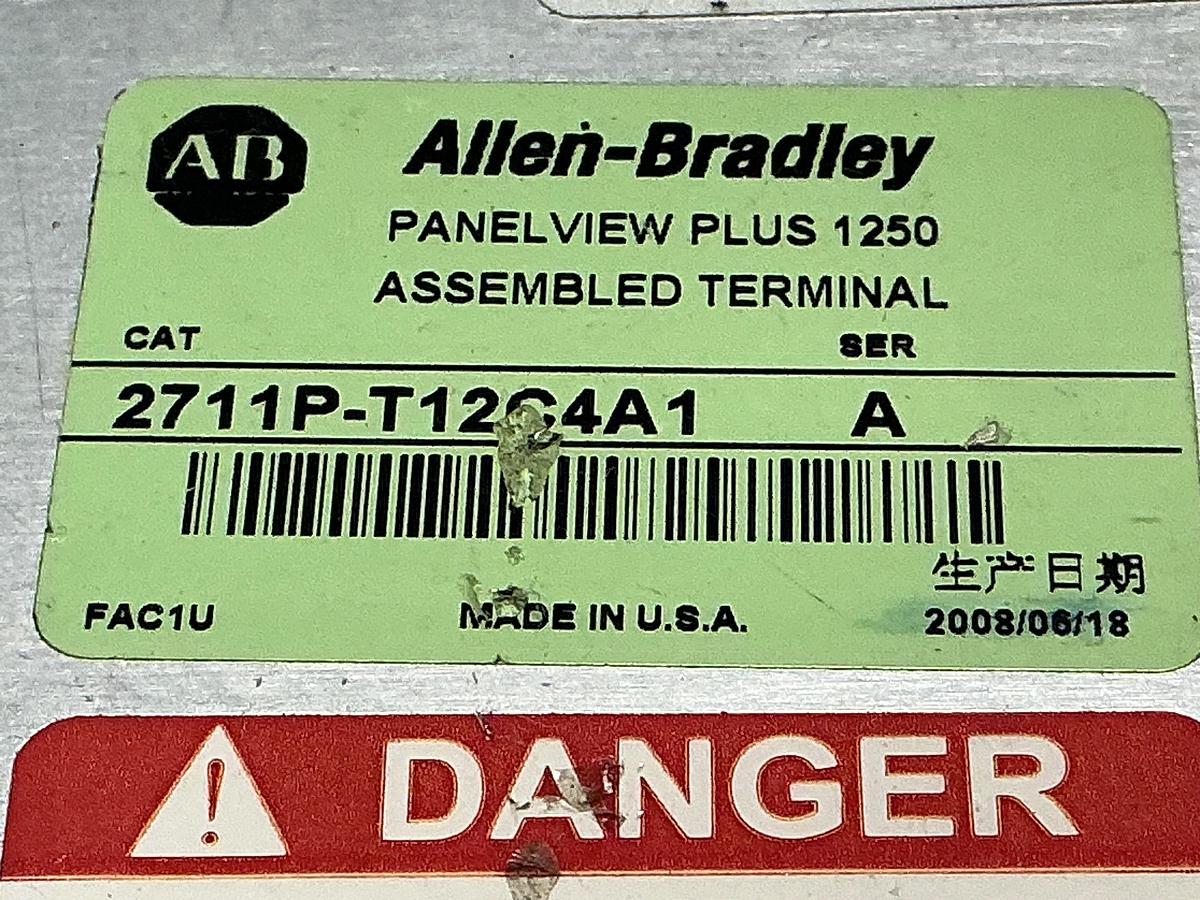 AB
Allen-Bradley
PANELVIEW PLUS 1250
ASSEMBLED TERMINAL
CAT SER
2711P-T12C4A1 A
生产日期
FAC1U MADE IN U.S.A. 2008/06/18
DANGER